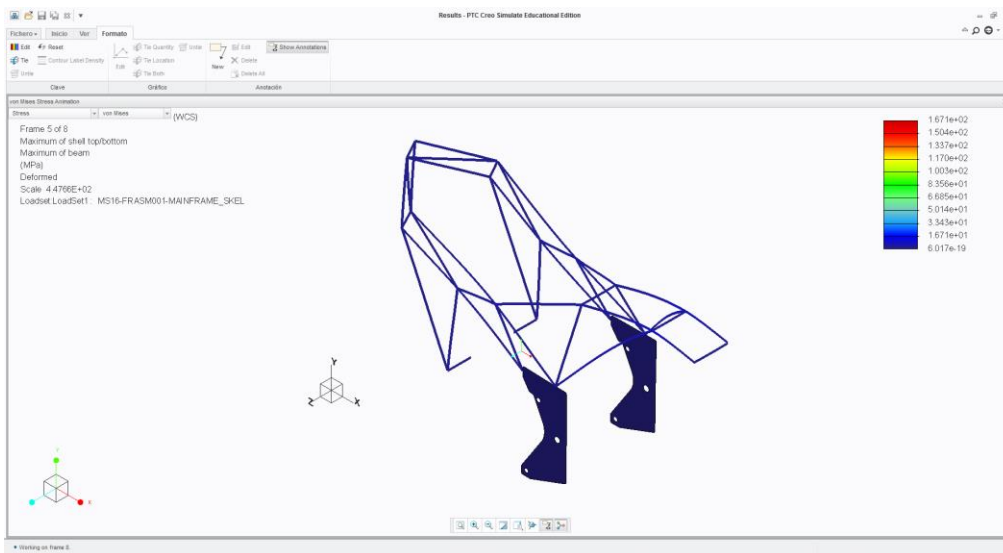 Results - PTC Creo Simulate Educational Edition
Fichero Inicio Ver Formato
Edit Reset
Tie Contour Label Density
Untie
Edit
Tie Quantity Untie
Tie Location
Tie Both
New
Edit
Delete
Delete All
Show Annotations
Clave Gráfico Anotación
von Mises Stress Animation
Stress von Mises (WCS)
Frame 5 of 8
Maximum of shell top/bottom
Maximum of beam
(MPa)
Deformed
Scale 4.4766E+02
Loadset:LoadSet1 : MS16-FRASM001-MAINFRAME_SKEL
1.671e+02
1.504e+02
1.337e+02
1.170e+02
1.003e+02
8.356e+01
6.685e+01
5.014e+01
3.343e+01
1.671e+01
6.017e-19
Y
Z X
X
Working on frame 8.